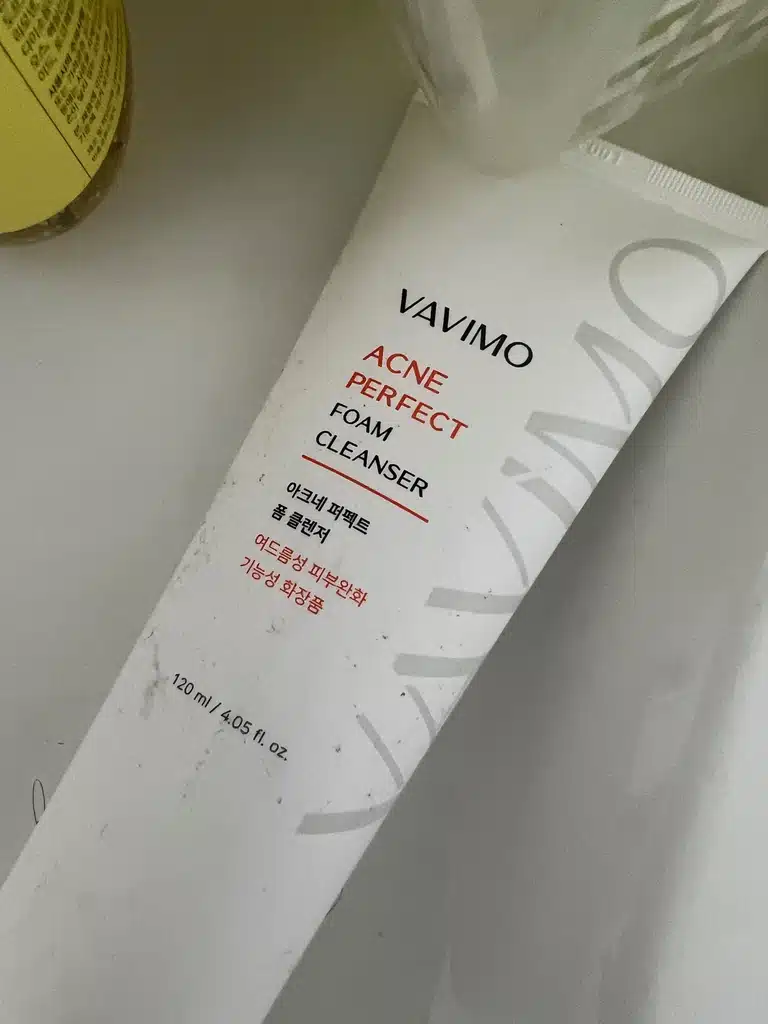 VAVIMO
ACNE
PERFECT
FOAM
CLEANSER
아크네 퍼펙트
폼 클렌저
여드름성 피부완화
기능성 화장품
120 ml / 4.05 fl. oz.
VAVIMO